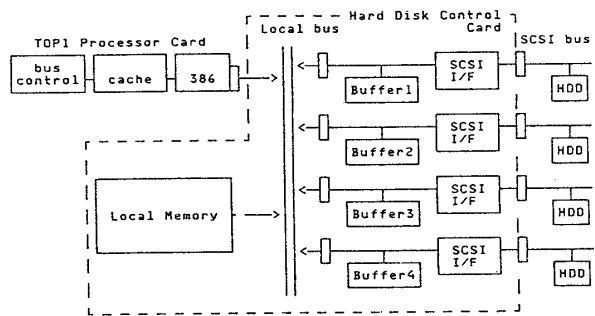 Hard Disk Control
Card
TOP1 Processor Card
Local bus
SCSI bus
bus
control
cache
386
SCSI
I/F
Buffer1
HDD
SCSI
I/F
Buffer2
HDD
Local Memory
SCSI
I/F
Buffer3
HDD
SCSI
I/F
Buffer4
HDD